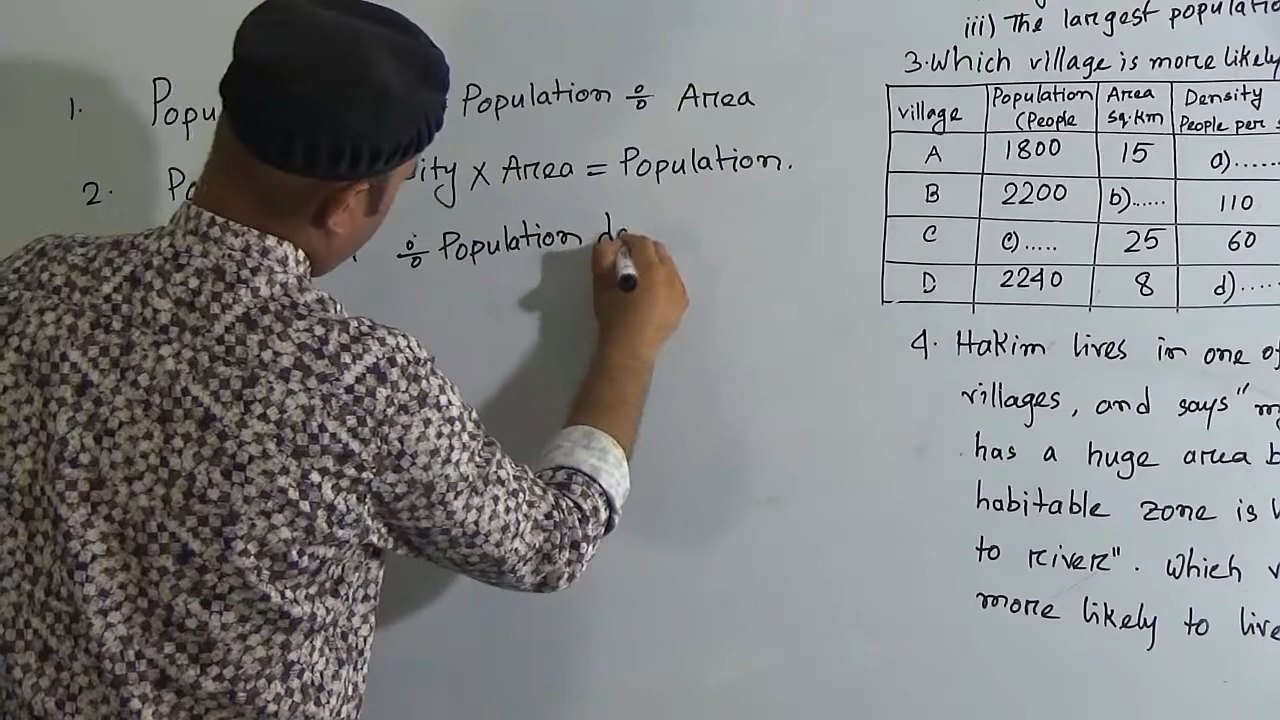 1. Popu Population ÷ Area
2. Po ity X Area = Population.
÷ Population de
iii) The largest populatio
3. Which village is more likely
village Population (People Area sq.km Density People per s
A 1800 15 a)......
B 2200 b)...... 110
C c)..... 25 60
D 2240 8 d).....
4. Hakim lives in one of
villages, and says "m
has a huge area b
habitable zone is
to river". Which v
more likely to live